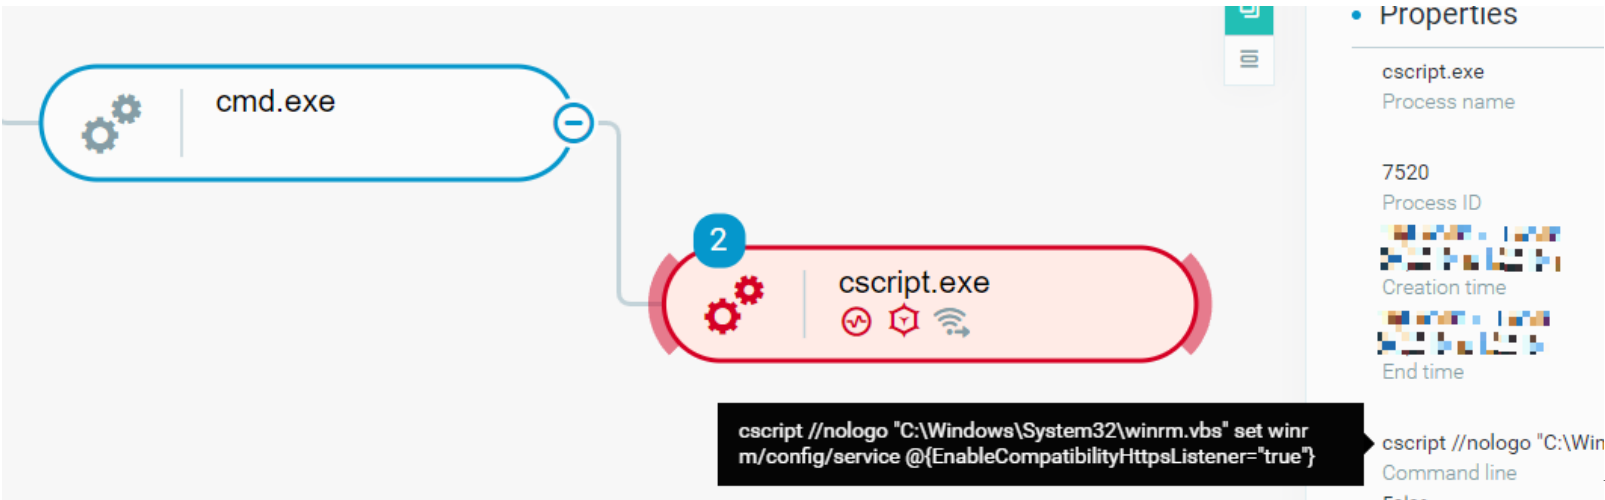 Properties
cmd.exe
cscript.exe
Process name
7520
Process ID
2
cscript.exe
Creation time
End time
cscript //nologo "C:\Windows\System32\winrm.vbs" set winr
m/config/service @{EnableCompatibilityHttpsListener="true"}
cscript //nologo "C:\Win
Command line